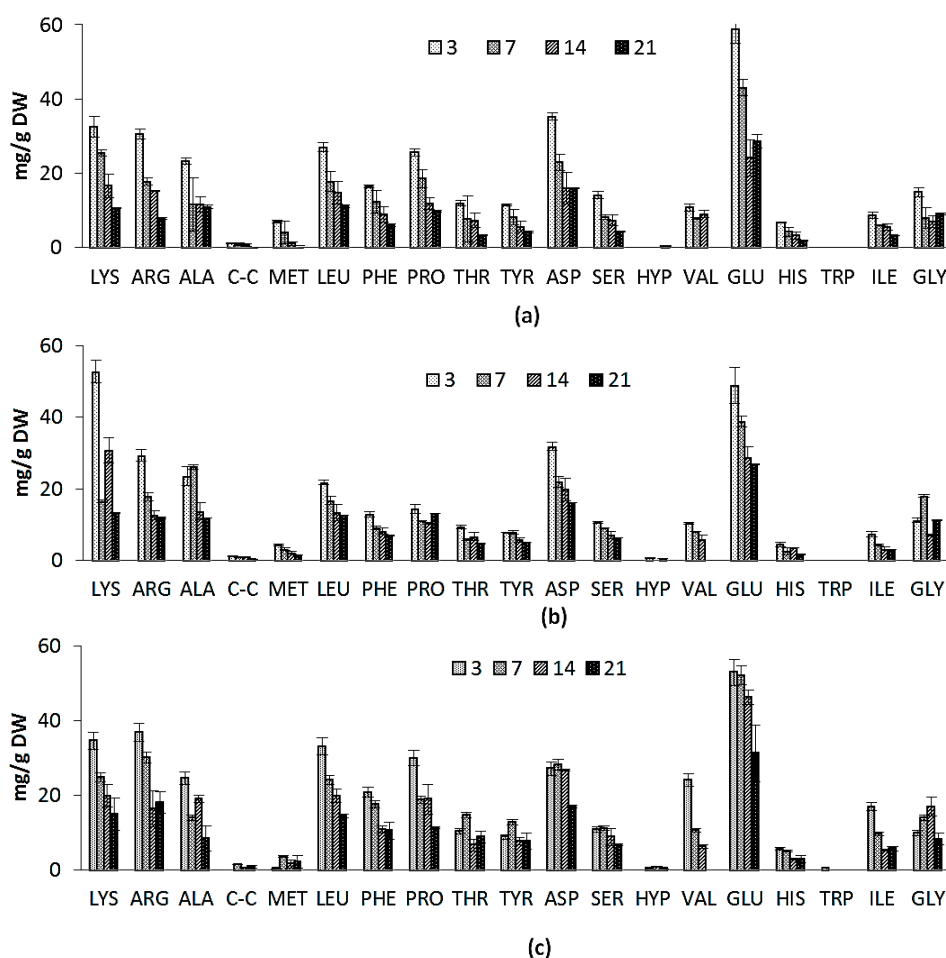 60
3 7 14 21
40
mg/g DW
20
0
LYS ARG ALA C-C MET LEU PHE PRO THR TYR ASP SER HYP VAL GLU HIS TRP ILE GLY
(a)
60
3 7 14 21
40
mg/g DW
20
0
LYS ARG ALA C-C MET LEU PHE PRO THR TYR ASP SER HYP VAL GLU HIS TRP ILE GLY
(b)
60
3 7 14 21
40
mg/g DW
20
0
LYS ARG ALA C-C MET LEU PHE PRO THR TYR ASP SER HYP VAL GLU HIS TRP ILE GLY
(c)